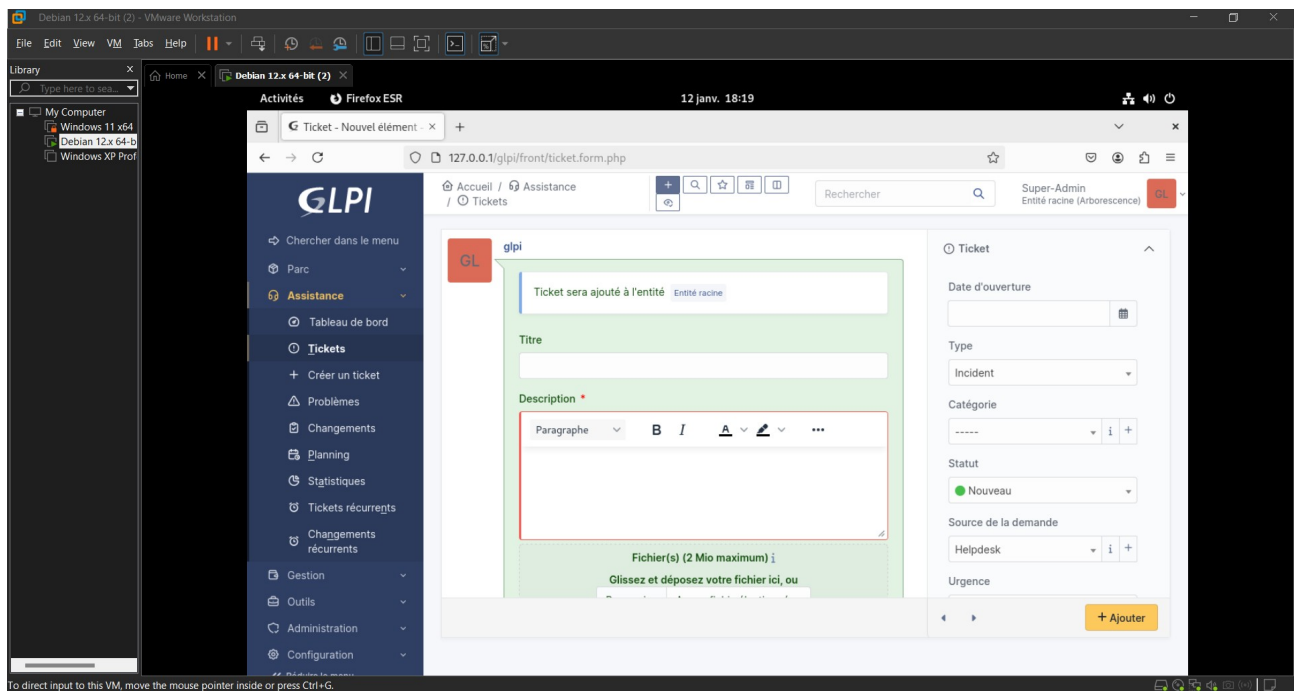 Debian 12.x 64-bit (2) - VMware Workstation
File Edit View VM Tabs Help
Library
Type here to sea...
Home
Debian 12.x 64-bit (2)
My Computer
Windows 11 x64
Debian 12.x 64-b
Windows XP Prof
Activités Firefox ESR 12 janv. 18:19
Ticket - Nouvel élément -
127.0.0.1/glpi/front/ticket.form.php
GLPI
Accueil / Assistance
/ Tickets
Rechercher
Super-Admin
Entité racine (Arborescence)
GL
Chercher dans le menu
Parc
Assistance
Tableau de bord
Tickets
Créer un ticket
Problèmes
Changements
Planning
Statistiques
Tickets récurrents
Changements
récurrents
Gestion
Outils
Administration
Configuration
GL
glpi
Ticket sera ajouté à l'entité Entité racine
Titre
Description *
Paragraphe B I A
Fichier(s) (2 Mio maximum) i
Glissez et déposez votre fichier ici, ou
Ticket
Date d'ouverture
Type
Incident
Catégorie
----- i +
Statut
Nouveau
Source de la demande
Helpdesk i +
Urgence
+ Ajouter
To direct input to this VM, move the mouse pointer inside or press Ctrl+G.